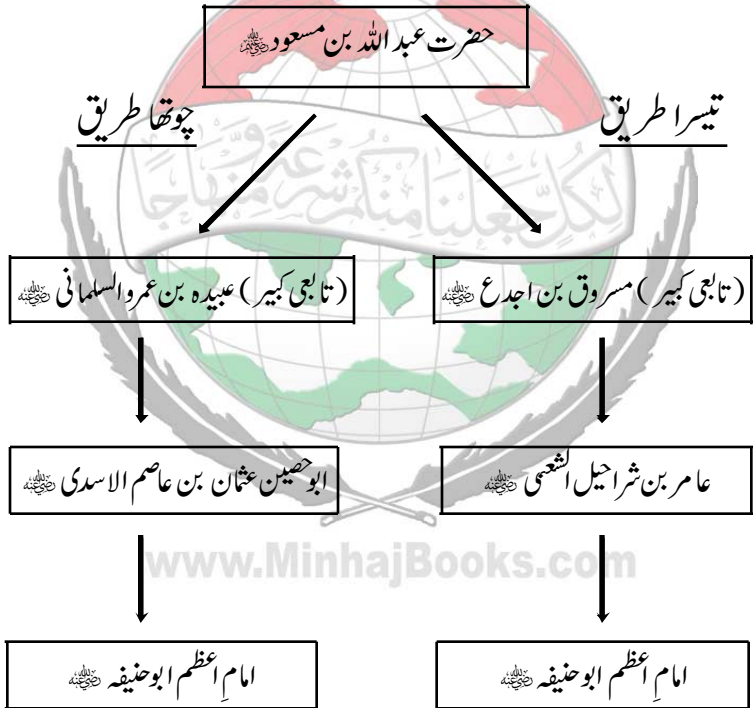 حضرت عبد اللہ بن مسعود رضی اللہ عنہ
تیسرا طریق
چوتھا طریق
لِكُلٍّ جَعَلْنَا مِنكُمْ شِرْعَةً وَّمِنْهَاجًا
(تابعی کبیر) مسروق بن اجدع رضی اللہ عنہ
(تابعی کبیر) عبیدہ بن عمرو السلمانی رضی اللہ عنہ
عامر بن شراحیل الشعبی رضی اللہ عنہ
ابو حصین عثمان بن عاصم الاسدی رضی اللہ عنہ
www.MinhajBooks.com
امامِ اعظم ابو حنیفہ رضی اللہ عنہ
امامِ اعظم ابو حنیفہ رضی اللہ عنہ